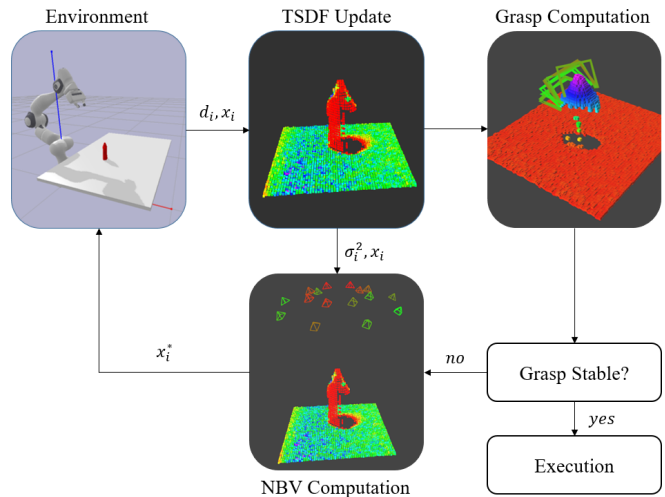 Environment
TSDF Update
Grasp Computation
d_i, x_i
σ_i^2, x_i
x_i^*
no
Grasp Stable?
yes
Execution
NBV Computation